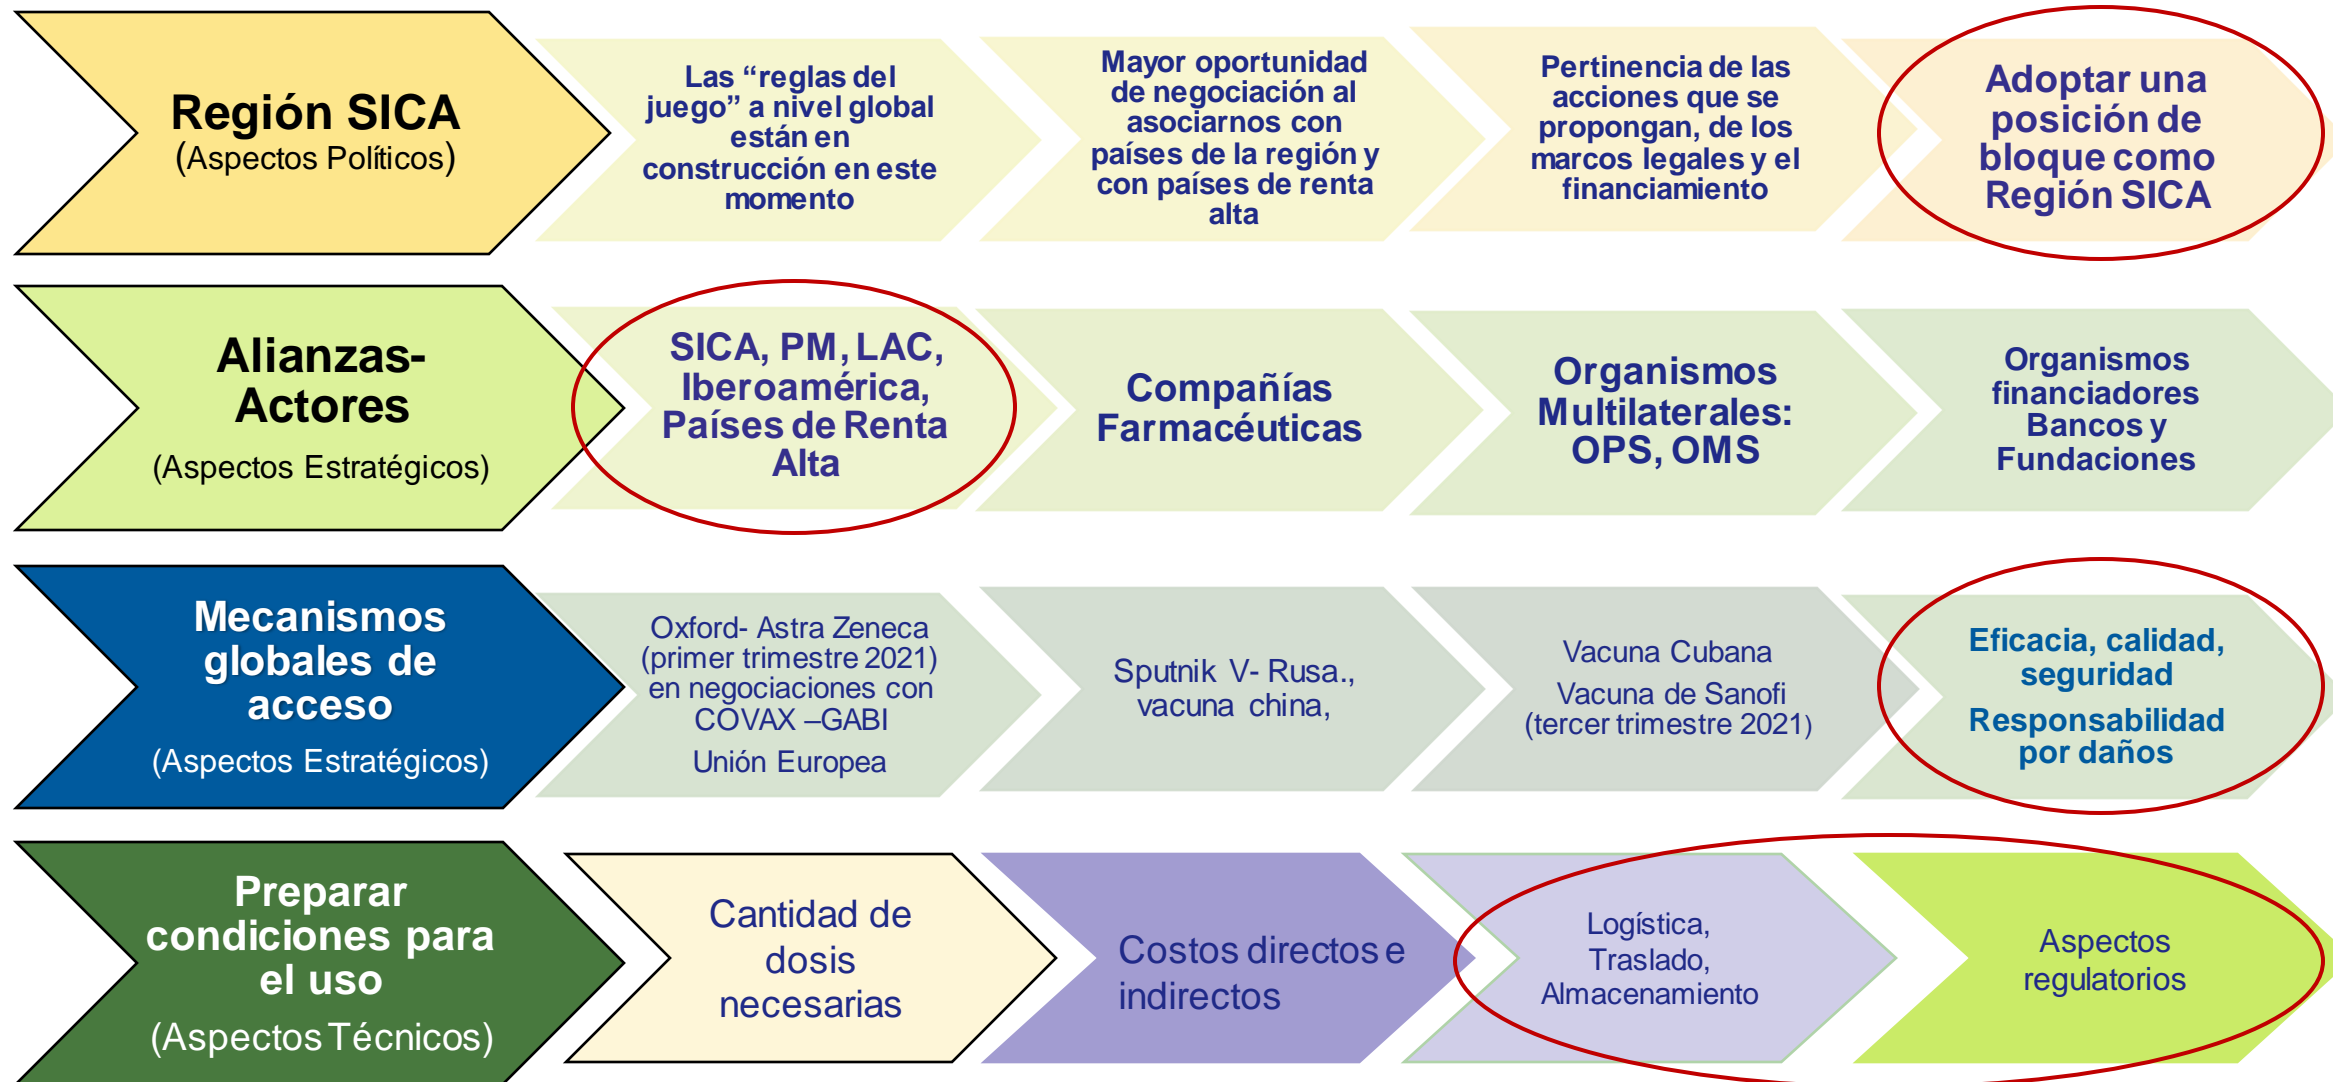 Región SICA
(Aspectos Políticos)
Las “reglas del
juego” a nivel global
están en
construcción en este
momento
Mayor oportunidad
de negociación al
asociarnos con
países de la región y
con países de renta
alta
Pertinencia de las
acciones que se
propongan, de los
marcos legales y el
financiamiento
Adoptar una
posición de
bloque como
Región SICA
Alianzas-
Actores
(Aspectos Estratégicos)
SICA, PM, LAC,
Iberoamérica,
Países de Renta
Alta
Compañías
Farmacéuticas
Organismos
Multilaterales:
OPS, OMS
Organismos
financiadores
Bancos y
Fundaciones
Mecanismos
globales de
acceso
(Aspectos Estratégicos)
Oxford- Astra Zeneca
(primer trimestre 2021)
en negociaciones con
COVAX –GABI
Unión Europea
Sputnik V- Rusa.,
vacuna china,
Vacuna Cubana
Vacuna de Sanofi
(tercer trimestre 2021)
Eficacia, calidad,
seguridad
Responsabilidad
por daños
Preparar
condiciones para
el uso
(Aspectos Técnicos)
Cantidad de
dosis
necesarias
Costos directos e
indirectos
Logística,
Traslado,
Almacenamiento
Aspectos
regulatorios